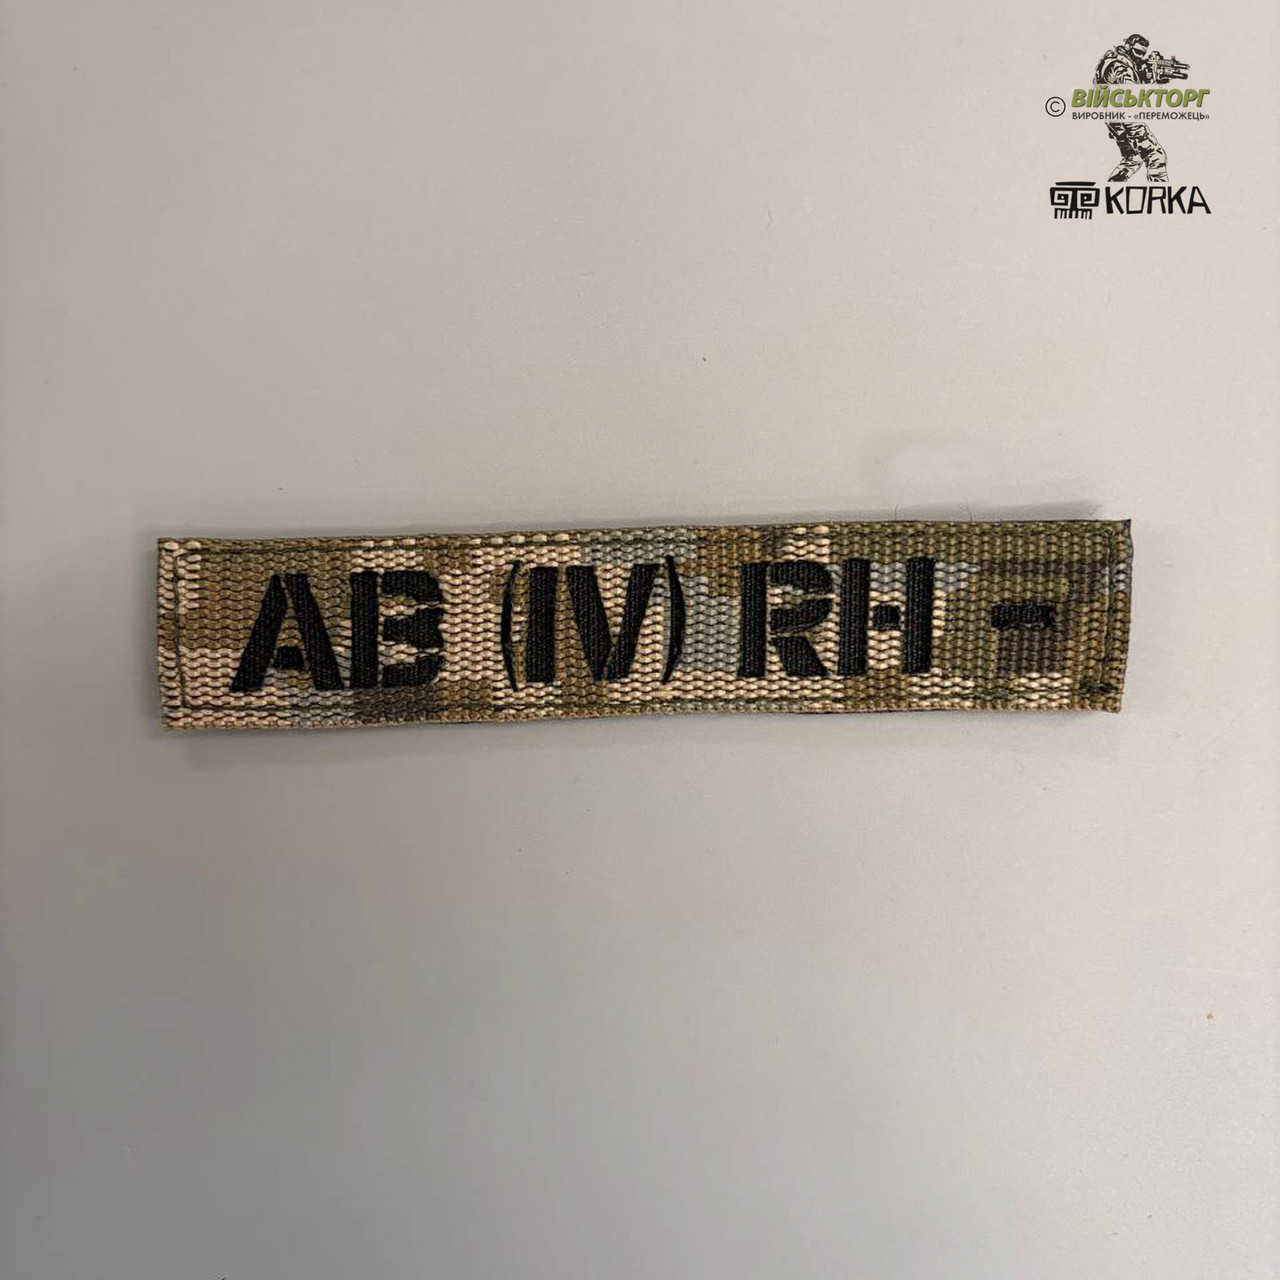 © ВІЙСЬКТОРГ
ВИРОБНИК - «ПЕРЕМОЖЕЦЬ»
KORKA
AB (IV) RH -